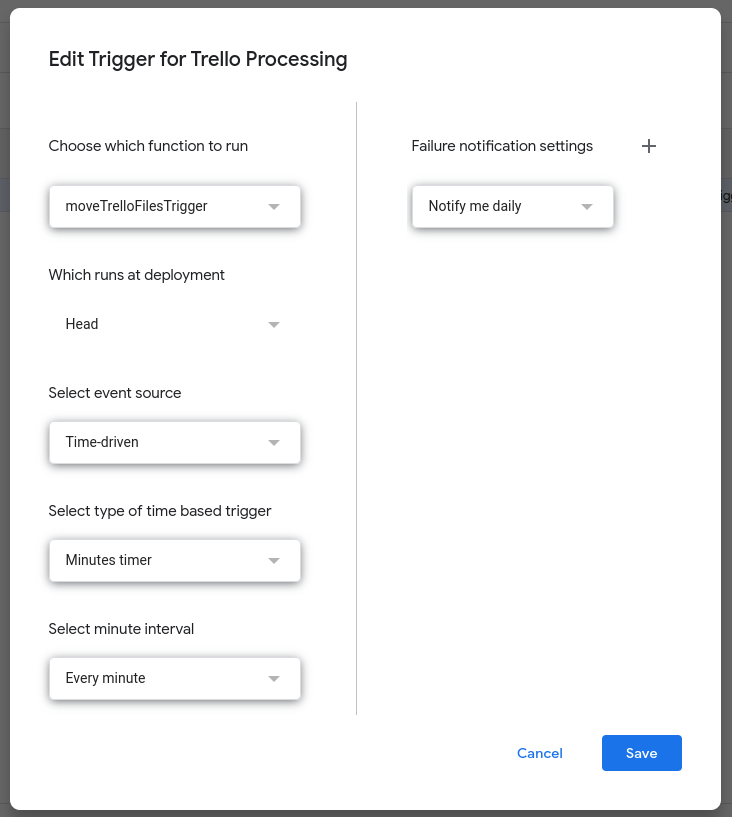 Edit Trigger for Trello Processing
Choose which function to run
moveTrelloFilesTrigger
Which runs at deployment
Head
Select event source
Time-driven
Select type of time based trigger
Minutes timer
Select minute interval
Every minute
Failure notification settings
Notify me daily
Cancel
Save